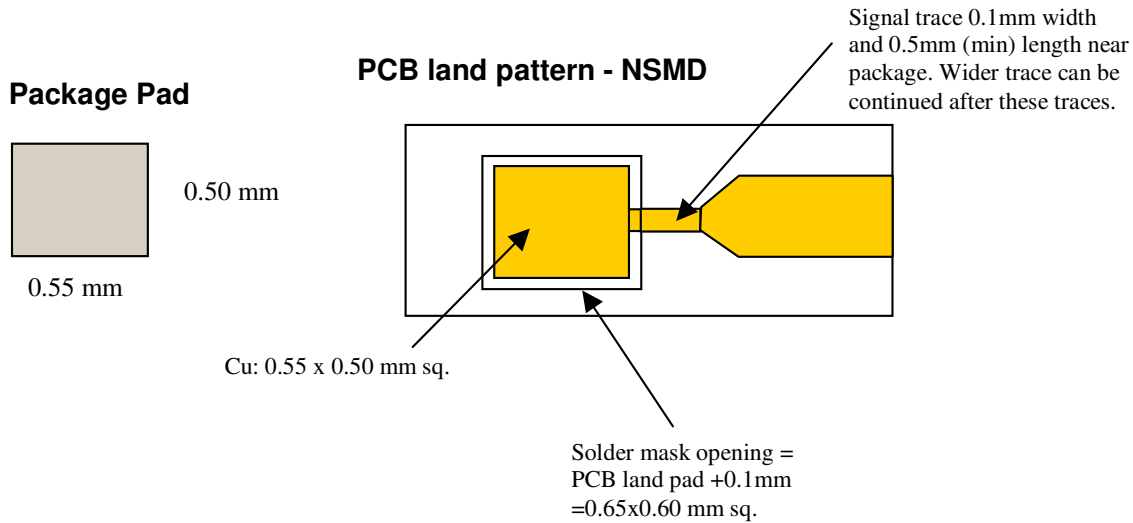 Signal trace 0.1mm width
and 0.5mm (min) length near
package. Wider trace can be
continued after these traces.
PCB land pattern - NSMD
Package Pad
0.50 mm
0.55 mm
Cu: 0.55 x 0.50 mm sq.
Solder mask opening =
PCB land pad +0.1mm
=0.65x0.60 mm sq.